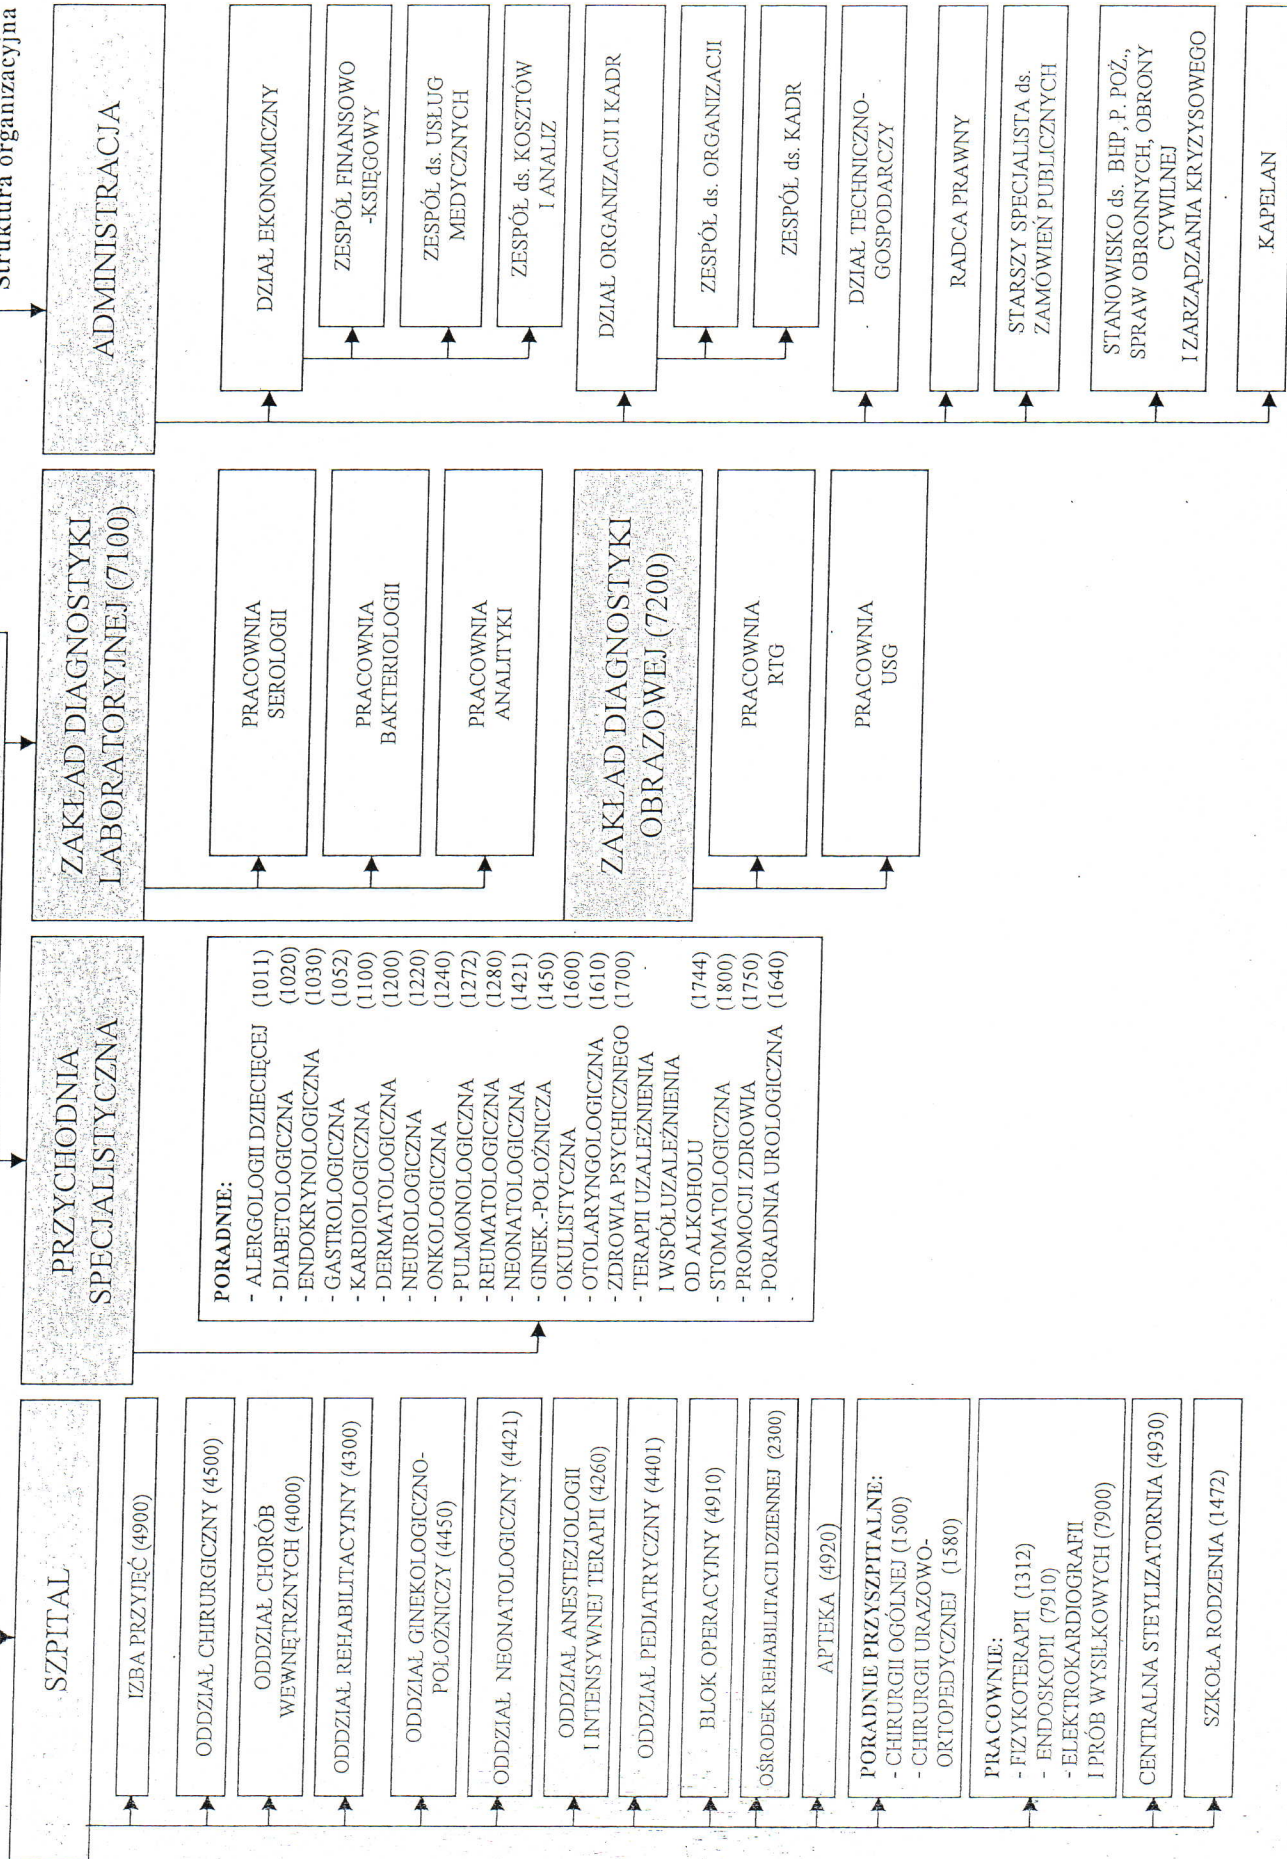 Struktura organizacyjna
SZPITAL
IZBA PRZYJĘĆ (4900)
ODDZIAŁ CHIRURGICZNY (4500)
ODDZIAŁ CHORÓB
WEWNĘTRZNYCH (4000)
ODDZIAŁ REHABILITACYJNY (4300)
ODDZIAŁ GINEKOLOGICZNO-
POŁOŻNICZY (4450)
ODDZIAŁ NEONATOLOGICZNY (4421)
ODDZIAŁ ANESTEZJOLOGII
I INTENSYWNEJ TERAPII (4260)
ODDZIAŁ PEDIATRYCZNY (4401)
BLOK OPERACYJNY (4910)
OŚRODEK REHABILITACJI DZIENNEJ (2300)
APTEKA (4920)
PORADNIE PRZYSZPITALNE:
- CHIRURGII OGÓLNEJ (1500)
- CHIRURGII URAZOWO-
ORTOPEDYCZNEJ (1580)
PRACOWNIE:
- FIZYKOTERAPII (1312)
- ENDOSKOPII (7910)
- ELEKTROKARDIOGRAFII
I PRÓB WYSIŁKOWYCH (7900)
CENTRALNA STEYLIZATORNIA (4930)
SZKOŁA RODZENIA (1472)
PRZYCHODNIA
SPECJALISTYCZNA
PORADNIE:
- ALERGOLOGII DZIECIĘCEJ (1011)
- DIABETOLOGICZNA (1020)
- ENDOKRYNOLOGICZNA (1030)
- GASTROLOGICZNA (1052)
- KARDIOLOGICZNA (1100)
- DERMATOLOGICZNA (1200)
- NEUROLOGICZNA (1220)
- ONKOLOGICZNA (1240)
- PULMONOLOGICZNA (1272)
- REUMATOLOGICZNA (1280)
- NEONATOLOGICZNA (1421)
- GINEK.-POŁOŻNICZA (1450)
- OKULISTYCZNA (1600)
- OTOLARYNGOLOGICZNA (1610)
- ZDROWIA PSYCHICZNEGO (1700)
- TERAPII UZALEŻNIENIA
I WSPÓŁUZALEŻNIENIA
OD ALKOHOLU (1744)
- STOMATOLOGICZNA (1800)
- PROMOCJI ZDROWIA (1750)
- PORADNIA UROLOGICZNA (1640)
ZAKŁAD DIAGNOSTYKI
LABORATORYJNEJ (7100)
PRACOWNIA
SEROLOGII
PRACOWNIA
BAKTERIOLOGII
PRACOWNIA
ANALITYKI
ZAKŁAD DIAGNOSTYKI
OBRAZOWEJ (7200)
PRACOWNIA
RTG
PRACOWNIA
USG
ADMINISTRACJA
DZIAŁ EKONOMICZNY
ZESPÓŁ FINANSOWO
-KSIĘGOWY
ZESPÓŁ ds. USŁUG
MEDYCZNYCH
ZESPÓŁ ds. KOSZTÓW
I ANALIZ
DZIAŁ ORGANIZACJI I KADR
ZESPÓŁ ds. ORGANIZACJI
ZESPÓŁ ds. KADR
DZIAŁ TECHNICZNO-
GOSPODARCZY
RADCA PRAWNY
STARSZY SPECJALISTA ds.
ZAMÓWIEŃ PUBLICZNYCH
STANOWISKO ds. BHP, P. POŻ.,
SPRAW OBRONNYCH, OBRONY
CYWILNEJ
I ZARZĄDZANIA KRYZYSOWEGO
KAPELAN